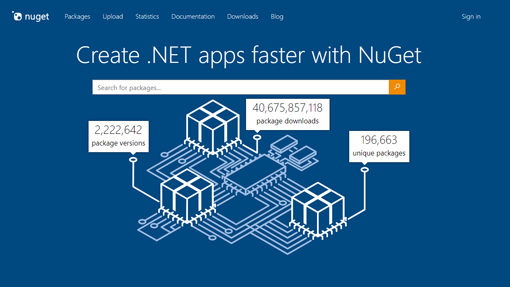 nuget Packages Upload Statistics Documentation Downloads Blog Sign in
Create .NET apps faster with NuGet
Search for packages...
40,675,857,118
package downloads
2,222,642
package versions
196,663
unique packages